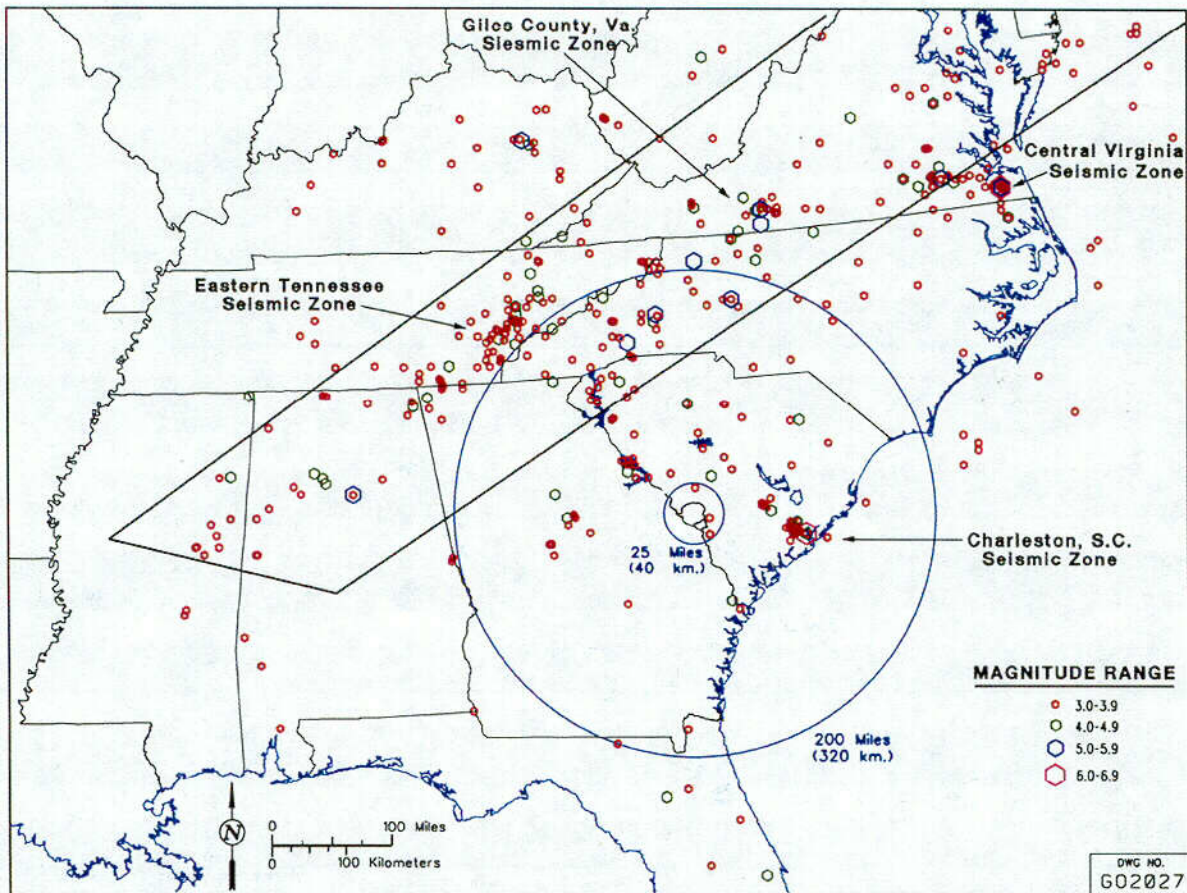 Giles County, Va.
Siesmic Zone
Central Virginia
Seismic Zone
Eastern Tennessee
Seismic Zone
25 Miles
(40 km.)
Charleston, S.C.
Seismic Zone
MAGNITUDE RANGE
3.0-3.9
4.0-4.9
5.0-5.9
6.0-6.9
200 Miles
(320 km.)
N
0 100 Miles
0 100
Kilometers
DWG NO.
G02027